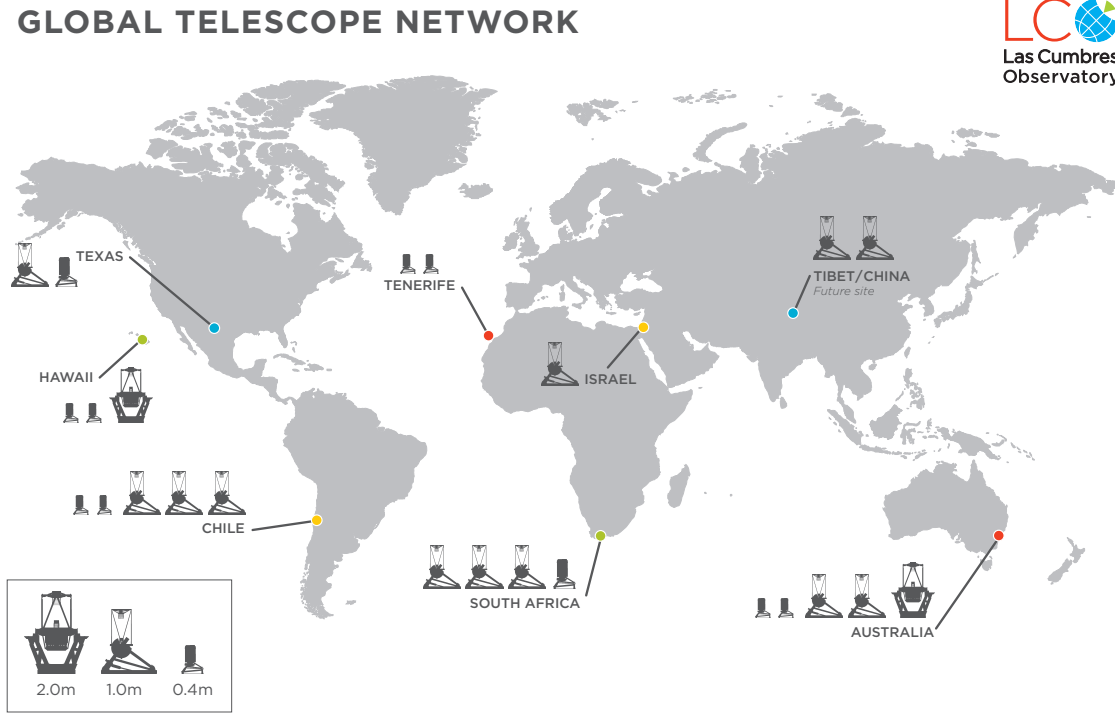 GLOBAL TELESCOPE NETWORK
LCO
Las Cumbres
Observatory
TEXAS
TENERIFE
TIBET/CHINA
Future site
HAWAII
ISRAEL
CHILE
SOUTH AFRICA
AUSTRALIA
2.0m 1.0m 0.4m